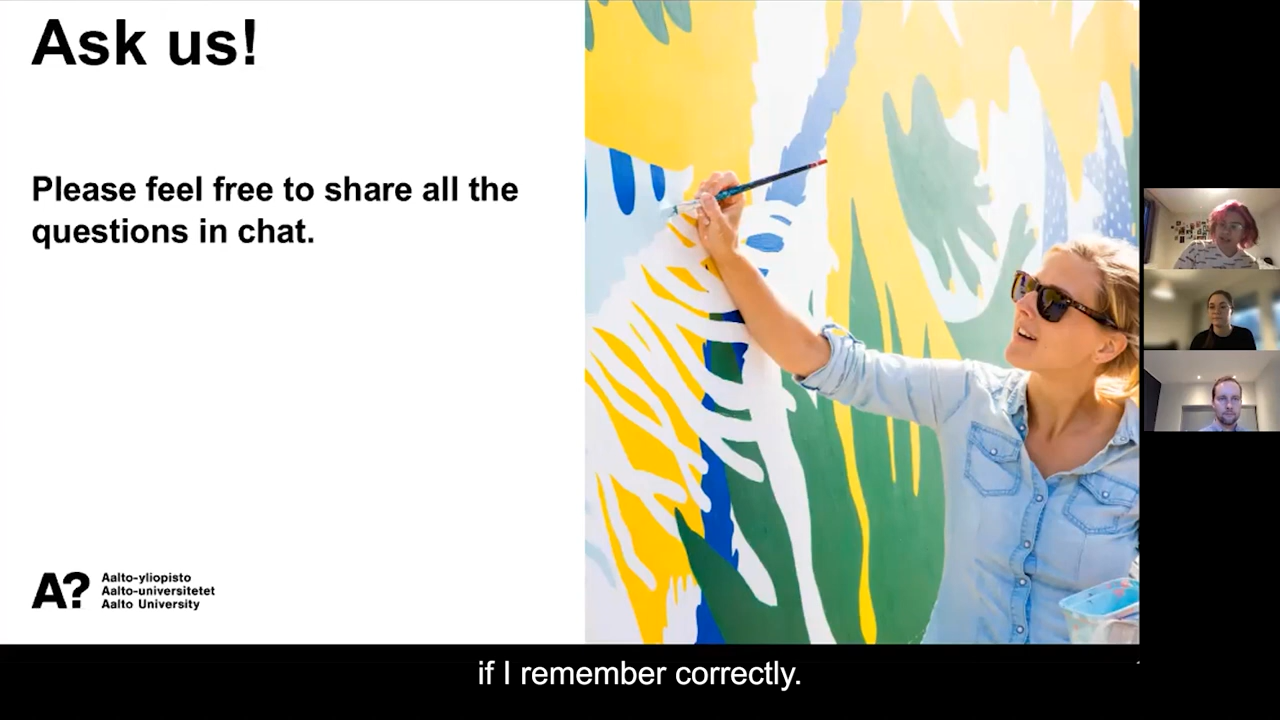 Ask us!
Please feel free to share all the
questions in chat.
A?
Aalto-yliopisto
Aalto-universitetet
Aalto University
if I remember correctly.